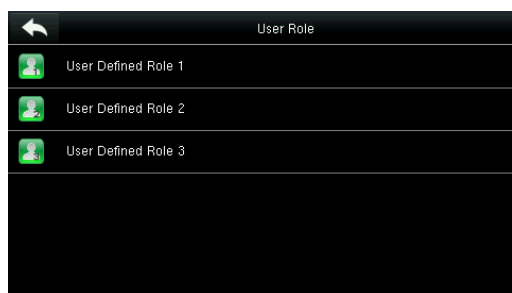 User Role
User Defined Role 1
User Defined Role 2
User Defined Role 3